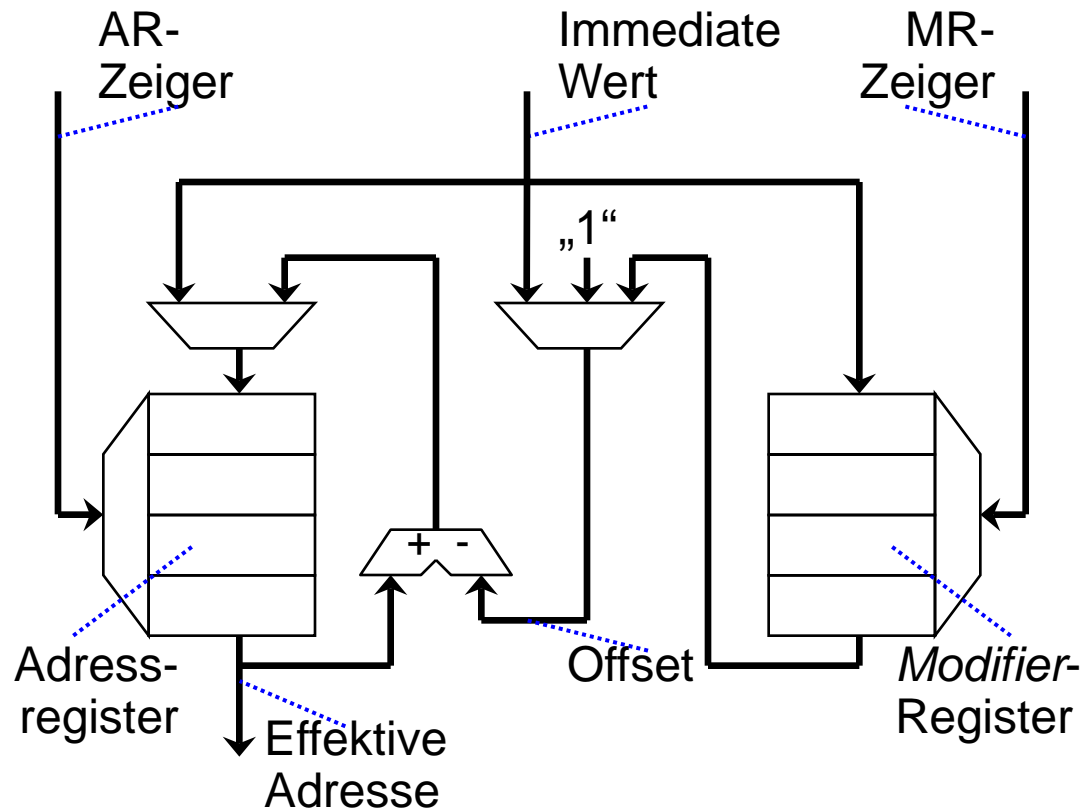 AR-
Zeiger
Immediate
Wert
MR-
Zeiger
„1“
+ -
Adress-
register
Effektive
Adresse
Offset
Modifier-
Register